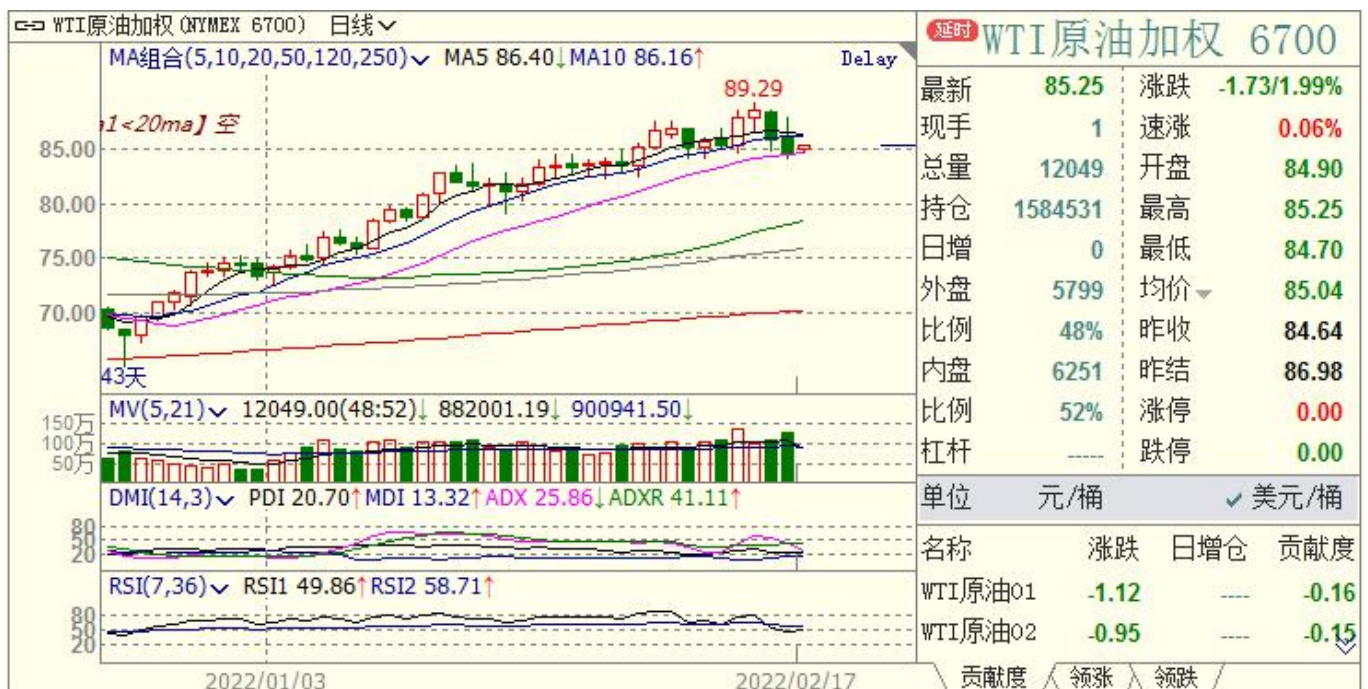 WTI原油加权(NYMEX 6700) 日线
MA组合(5,10,20,50,120,250) MA5 86.40↓MA10 86.16↑ Delay
89.29
a1<20ma】空
85.00
80.00
75.00
70.00
43天
MV(5,21) 12049.00(48:52)↓ 882001.19↓ 900941.50↓
150万
100万
50万
DMI(14,3) PDI 20.70↑MDI 13.32↑ADX 25.86↓ADXR 41.11↑
80
50
20
RSI(7,36) RSI1 49.86↑RSI2 58.71↑
80
50
20
2022/01/03 2022/02/17
延时 WTI原油加权 6700
最新 85.25 涨跌 -1.73/1.99%
现手 1 速涨 0.06%
总量 12049 开盘 84.90
持仓 1584531 最高 85.25
日增 0 最低 84.70
外盘 5799 均价 85.04
比例 48% 昨收 84.64
内盘 6251 昨结 86.98
比例 52% 涨停 0.00
杠杆 ----- 跌停 0.00
单位 元/桶 ✓ 美元/桶
名称 涨跌 日增仓 贡献度
WTI原油01 -1.12 ---- -0.16
WTI原油02 -0.95 ---- -0.15
贡献度 领涨 领跌